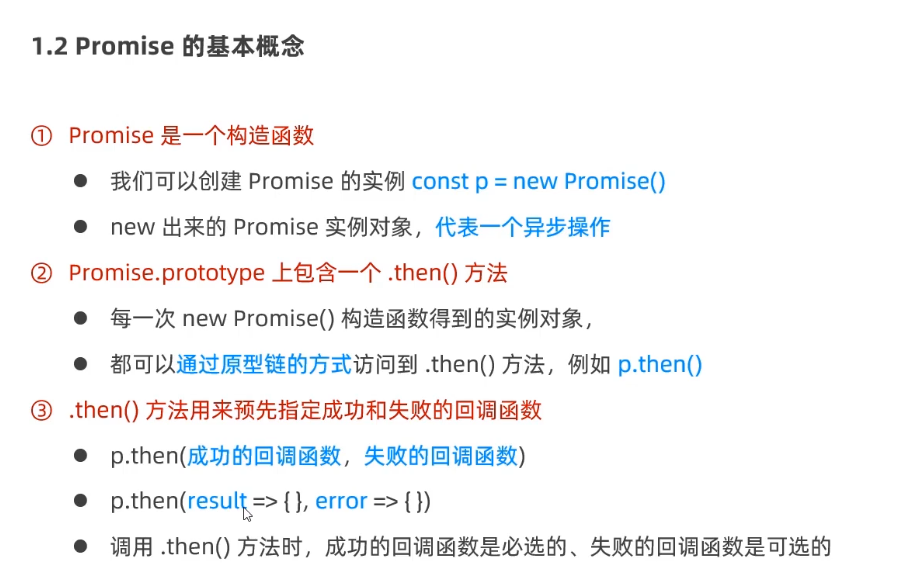 1.2 Promise 的基本概念
① Promise 是一个构造函数
● 我们可以创建 Promise 的实例 const p = new Promise()
● new 出来的 Promise 实例对象，代表一个异步操作
② Promise.prototype 上包含一个 .then() 方法
● 每一次 new Promise() 构造函数得到的实例对象，
● 都可以通过原型链的方式访问到 .then() 方法，例如 p.then()
③ .then() 方法用来预先指定成功和失败的回调函数
● p.then(成功的回调函数，失败的回调函数)
● p.then(result => { }, error => { })
● 调用 .then() 方法时，成功的回调函数是必选的、失败的回调函数是可选的